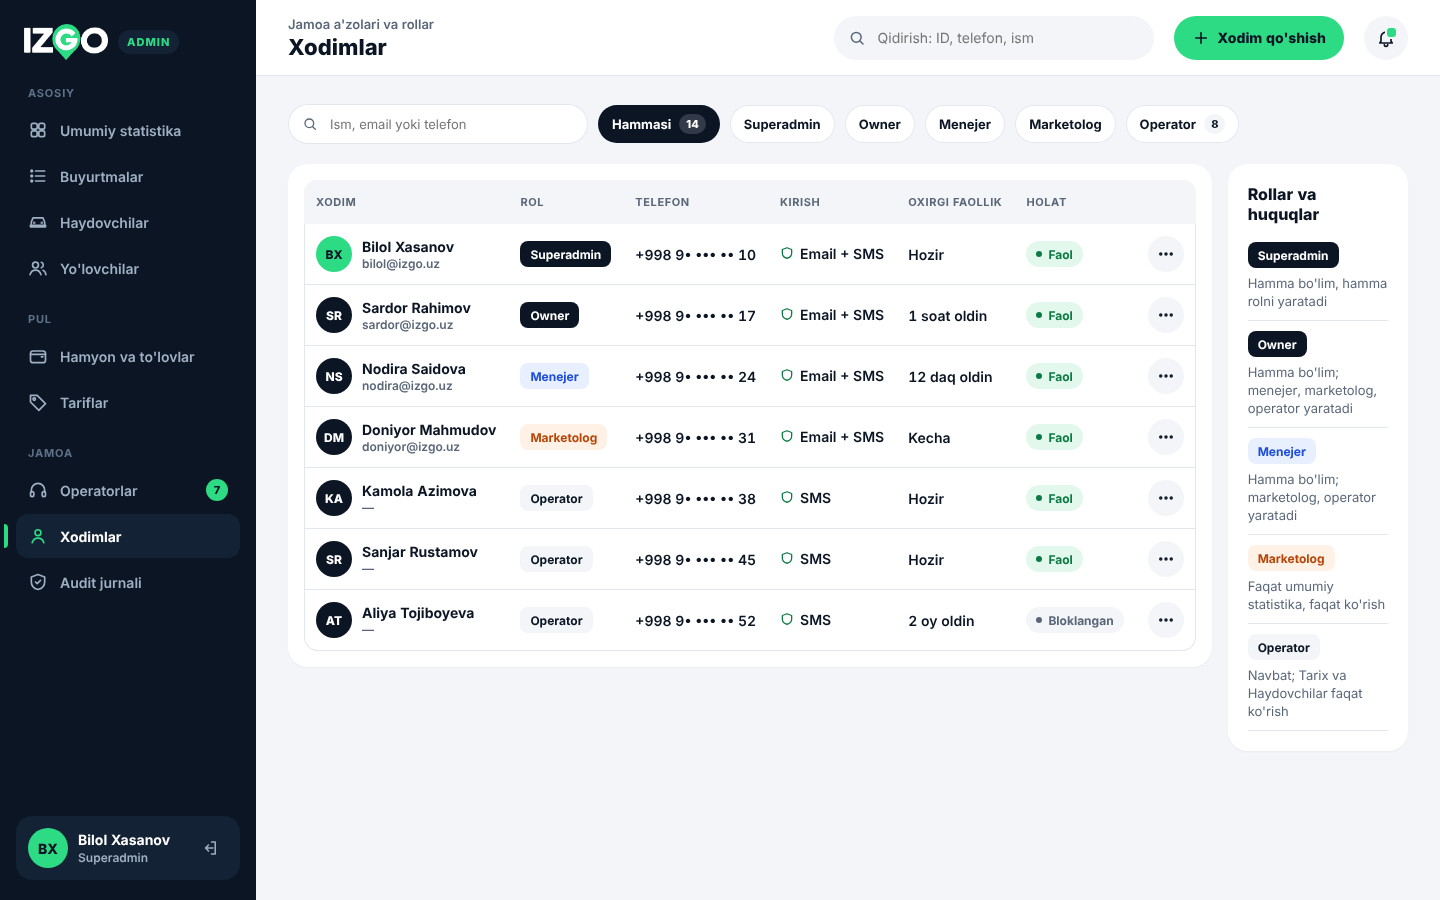 IZGO ADMIN
ASOSIY
Umumiy statistika
Buyurtmalar
Haydovchilar
Yo'lovchilar
PUL
Hamyon va to'lovlar
Tariflar
JAMOA
Operatorlar 7
Xodimlar
Audit jurnali
BX Bilol Xasanov
Superadmin
Jamoa a'zolari va rollar
Xodimlar
Qidirish: ID, telefon, ism
+ Xodim qo'shish
Ism, email yoki telefon
Hammasi 14 Superadmin Owner Menejer Marketolog Operator 8
XODIM ROL TELEFON KIRISH OXIRGI FAOLLIK HOLAT
BX Bilol Xasanov Superadmin +998 9• ••• •• 10 Email + SMS Hozir Faol
bilol@izgo.uz
SR Sardor Rahimov Owner +998 9• ••• •• 17 Email + SMS 1 soat oldin Faol
sardor@izgo.uz
NS Nodira Saidova Menejer +998 9• ••• •• 24 Email + SMS 12 daq oldin Faol
nodira@izgo.uz
DM Doniyor Mahmudov Marketolog +998 9• ••• •• 31 Email + SMS Kecha Faol
doniyor@izgo.uz
KA Kamola Azimova Operator +998 9• ••• •• 38 SMS Hozir Faol
—
SR Sanjar Rustamov Operator +998 9• ••• •• 45 SMS Hozir Faol
—
AT Aliya Tojiboyeva Operator +998 9• ••• •• 52 SMS 2 oy oldin Bloklangan
—
Rollar va
huquqlar
Superadmin
Hamma bo'lim, hamma
rolni yaratadi
Owner
Hamma bo'lim;
menejer, marketolog,
operator yaratadi
Menejer
Hamma bo'lim;
marketolog, operator
yaratadi
Marketolog
Faqat umumiy
statistika, faqat ko'rish
Operator
Navbat; Tarix va
Haydovchilar faqat
ko'rish